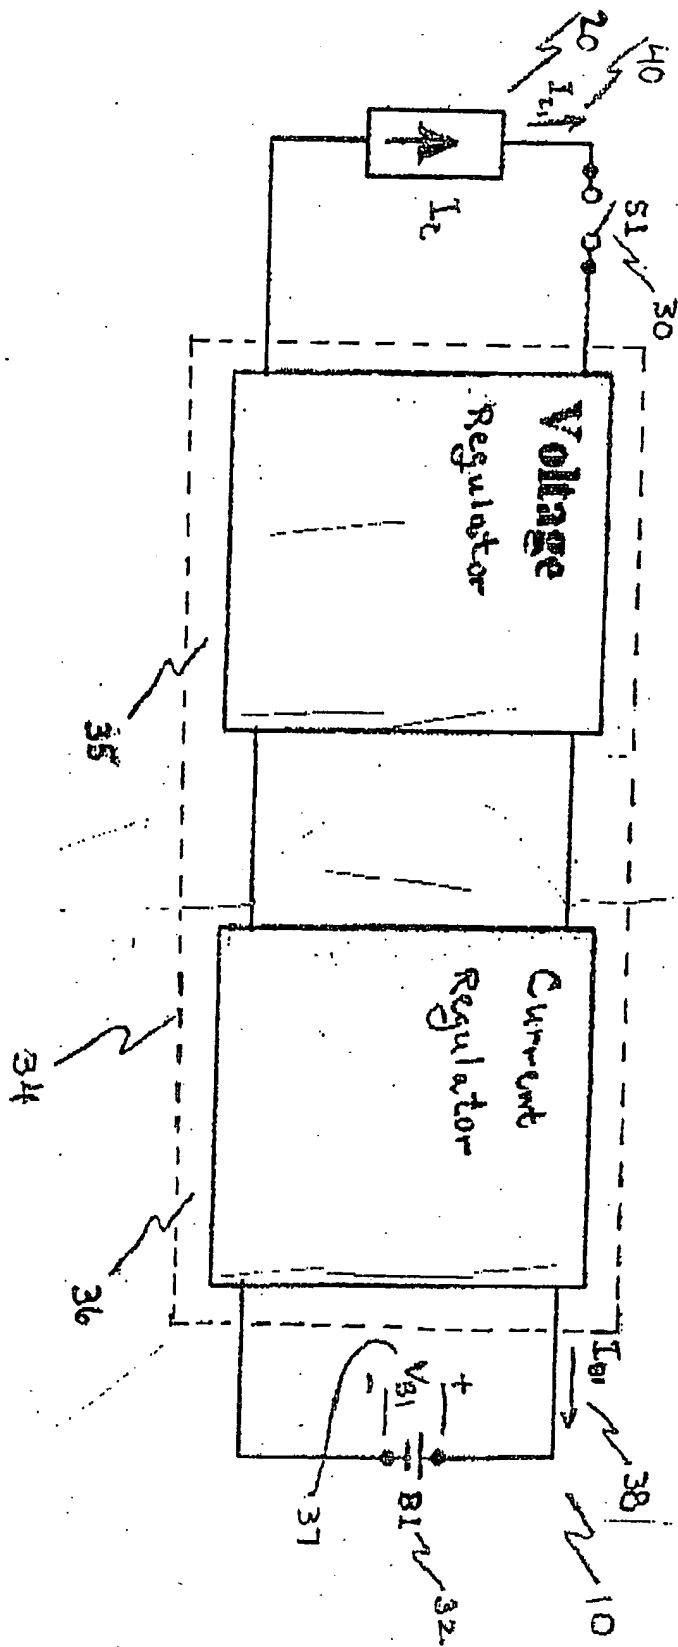 40
20
I_L1
S1
30
I_L
Voltage
Regulator
35
34
Current
Regulator
36
I_B1
38
10
+
V_B1
-
B1
32
37